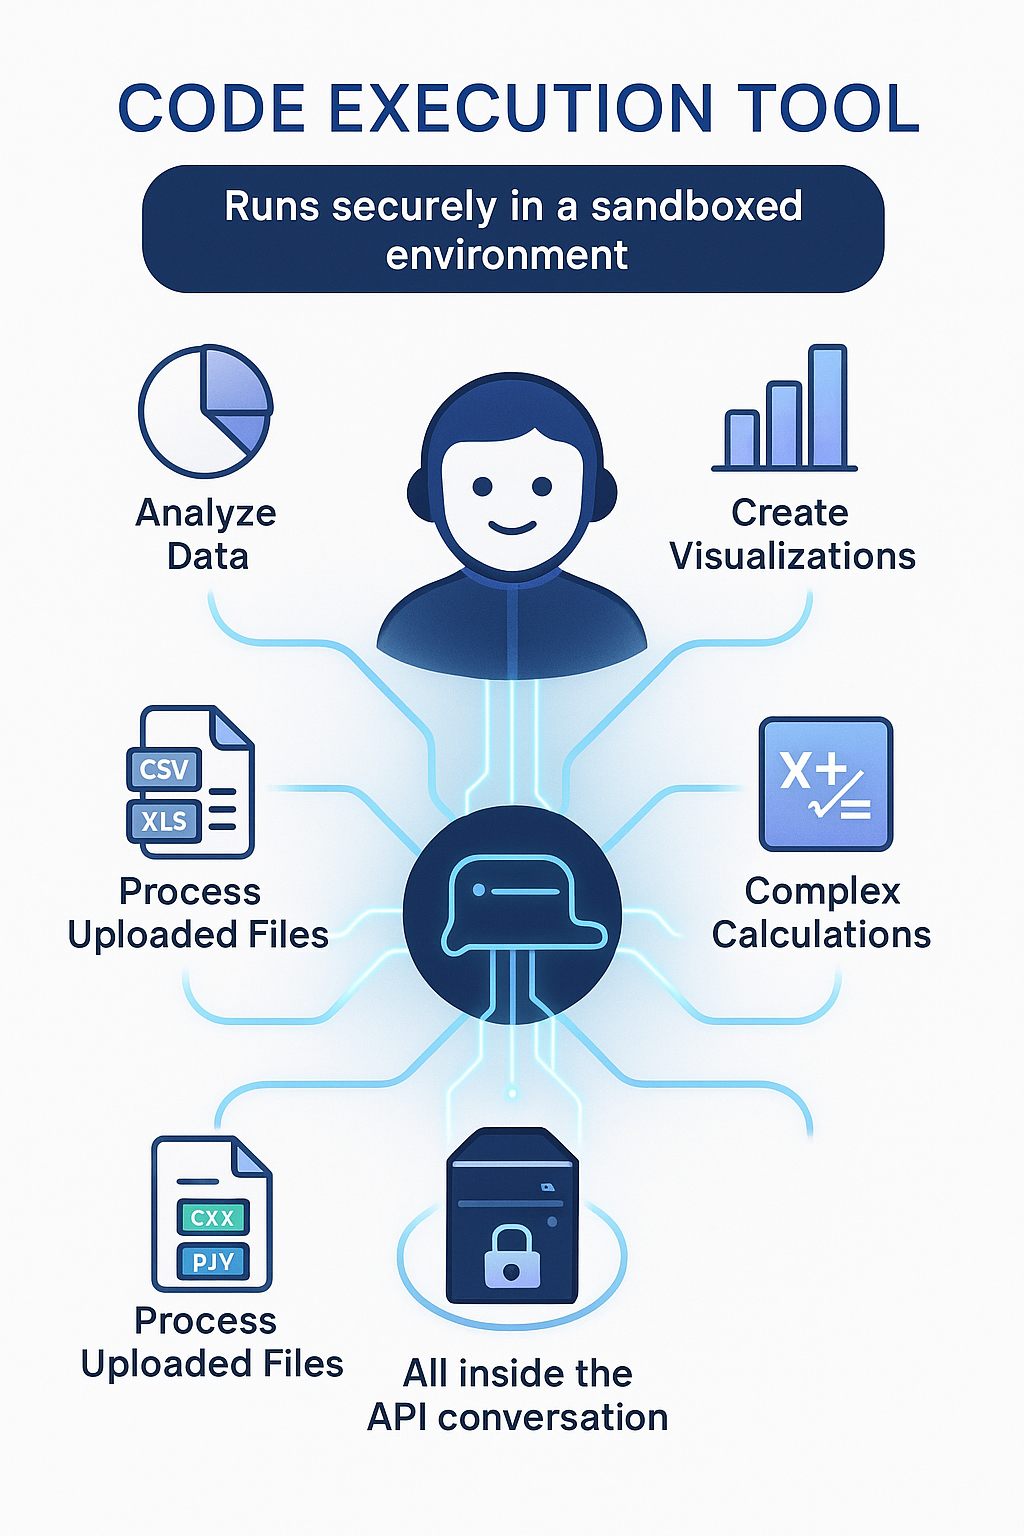 CODE EXECUTION TOOL
Runs securely in a sandboxed
environment
Analyze
Data
Create
Visualizations
CSV
XLS
Process
Uploaded Files
X+
√=
Complex
Calculations
CXX
PJY
Process
Uploaded Files
All inside the
API conversation